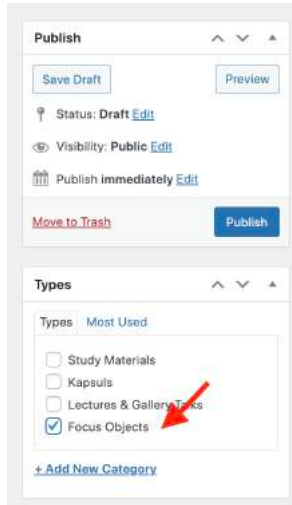 Publish
Save Draft Preview
Status: Draft Edit
Visibility: Public Edit
Publish immediately Edit
Move to Trash Publish
Types
Types Most Used
Study Materials
Kapsuls
Lectures & Gallery Talks
Focus Objects
+ Add New Category